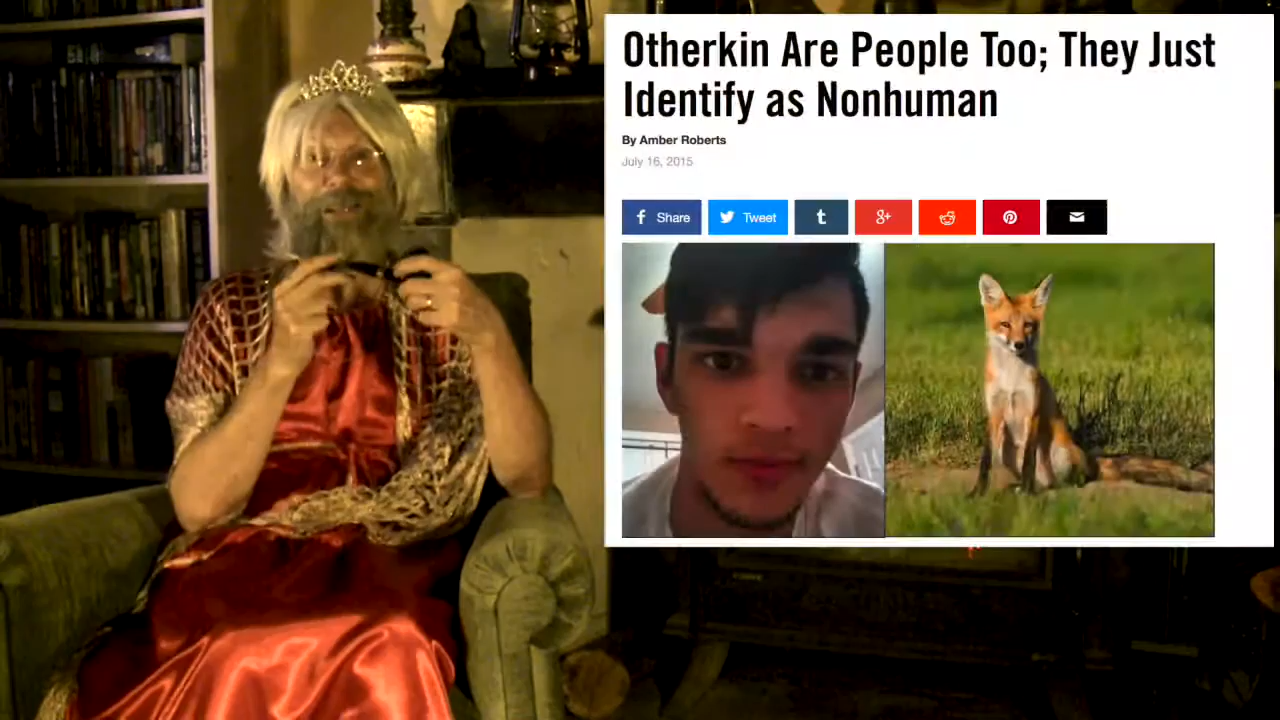 Otherkin Are People Too; They Just
Identify as Nonhuman
By Amber Roberts
July 16, 2015
f Share
Tweet
t
g+